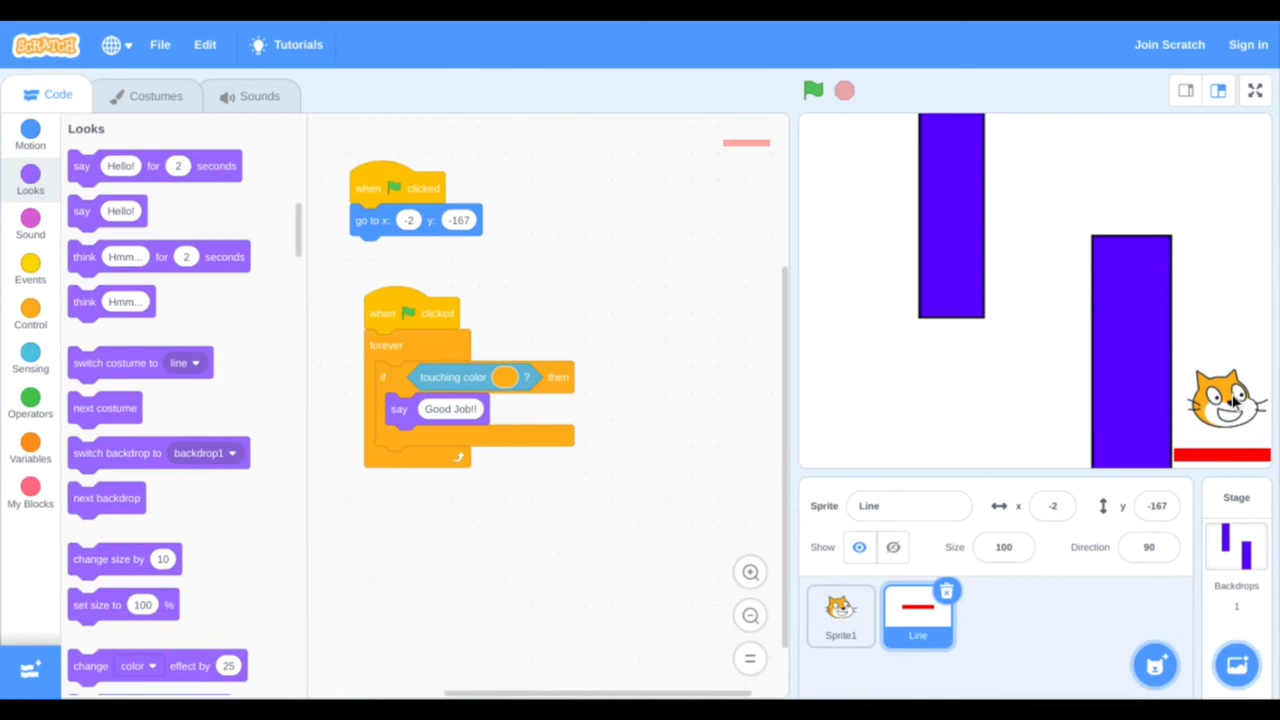 SCRATCH File Edit Tutorials Join Scratch Sign in
Code Costumes Sounds
Motion
Looks
Sound
Events
Control
Sensing
Operators
Variables
My Blocks
Looks
say Hello! for 2 seconds
say Hello!
think Hmm... for 2 seconds
think Hmm...
switch costume to line
next costume
switch backdrop to backdrop1
next backdrop
change size by 10
set size to 100 %
change color effect by 25
when clicked
go to x: -2 y: -167
when clicked
forever
if touching color ? then
say Good Job!!
Sprite Line x -2 y -167
Show Size 100 Direction 90
Sprite1
Line
Stage
Backdrops
1